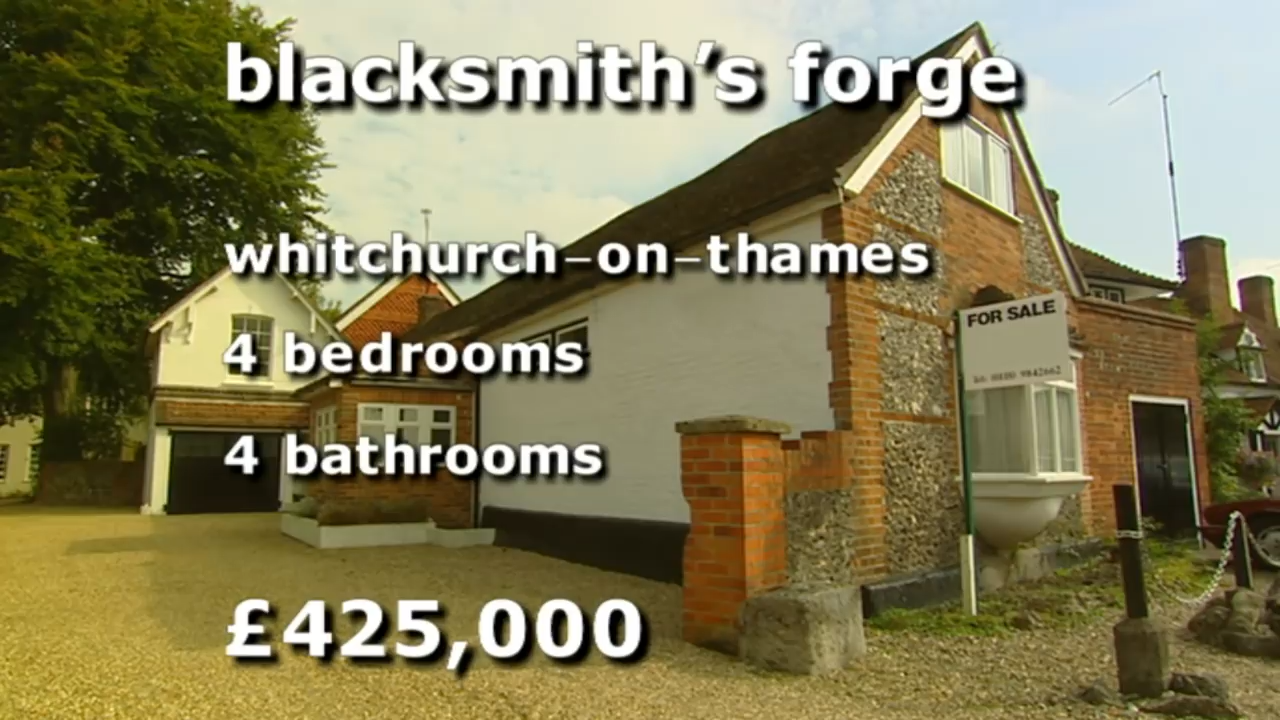 blacksmith's forge
whitchurch-on-thames
FOR SALE
4 bedrooms
4 bathrooms
£425,000